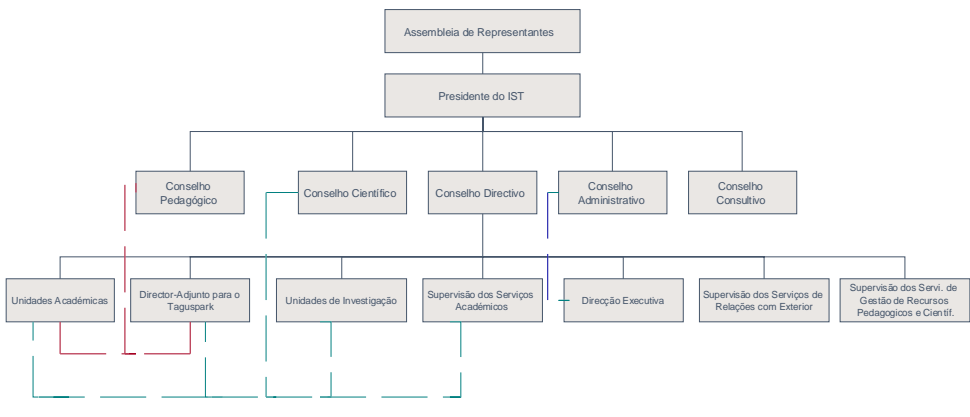 Assembleia de Representantes
Presidente do IST
Conselho
Pedagógico
Conselho Científico
Conselho Directivo
Conselho
Administrativo
Conselho
Consultivo
Unidades Académicas
Director-Adjunto para o
Taguspark
Unidades de Investigação
Supervisão dos Serviços
Académicos
Direcção Executiva
Supervisão dos Serviços de
Relações com Exterior
Supervisão dos Servi. de
Gestão de Recursos
Pedagogicos e Cientif.